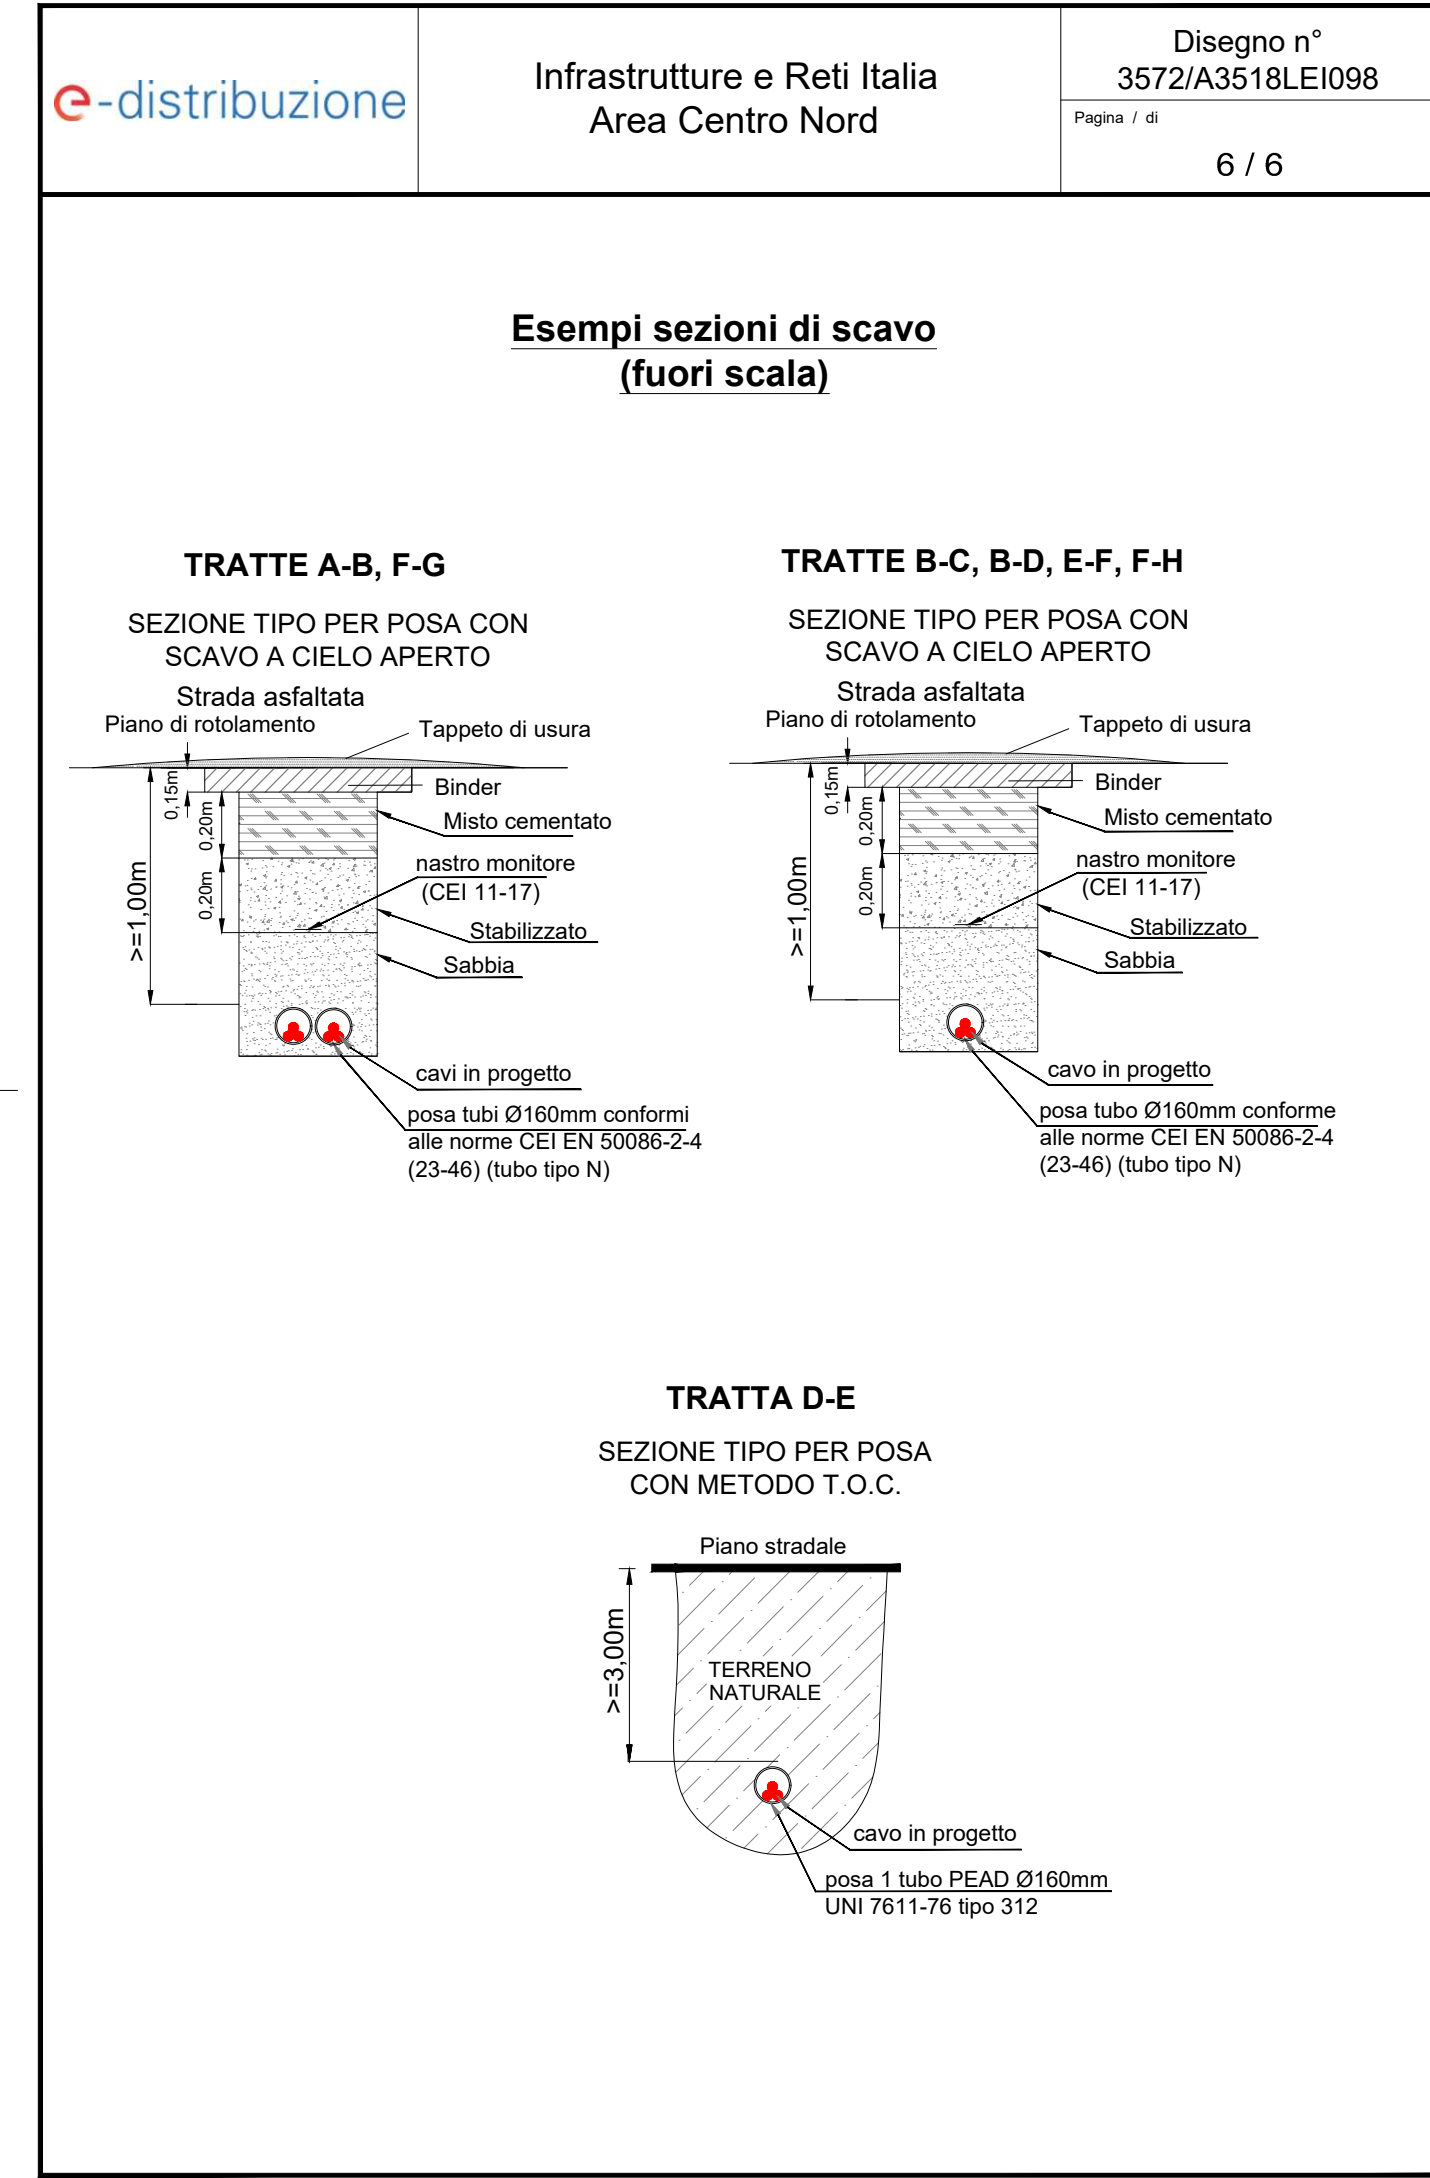 e-distribuzione
Infrastrutture e Reti Italia
Area Centro Nord
Disegno n°
3572/A3518LEI098
Pagina / di
6 / 6
Esempi sezioni di scavo
(fuori scala)
TRATTE A-B, F-G
SEZIONE TIPO PER POSA CON
SCAVO A CIELO APERTO
Strada asfaltata
Piano di rotolamento
Tappeto di usura
0,15m
Binder
0,20m
Misto cementato
nastro monitore
(CEI 11-17)
0,20m
>=1,00m
Stabilizzato
Sabbia
cavi in progetto
posa tubi Ø160mm conformi
alle norme CEI EN 50086-2-4
(23-46) (tubo tipo N)
TRATTE B-C, B-D, E-F, F-H
SEZIONE TIPO PER POSA CON
SCAVO A CIELO APERTO
Strada asfaltata
Piano di rotolamento
Tappeto di usura
0,15m
Binder
0,20m
Misto cementato
nastro monitore
(CEI 11-17)
0,20m
>=1,00m
Stabilizzato
Sabbia
cavo in progetto
posa tubo Ø160mm conforme
alle norme CEI EN 50086-2-4
(23-46) (tubo tipo N)
TRATTA D-E
SEZIONE TIPO PER POSA
CON METODO T.O.C.
Piano stradale
>=3,00m
TERRENO
NATURALE
cavo in progetto
posa 1 tubo PEAD Ø160mm
UNI 7611-76 tipo 312